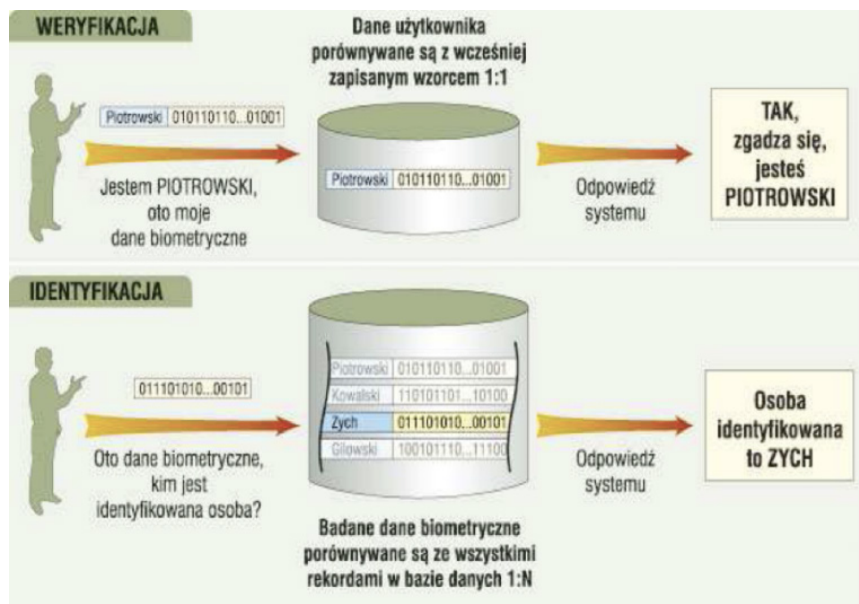 WERYFIKACJA
Dane użytkownika
porównywane są z wcześniej
zapisanym wzorcem 1:1
Piotrowski 010110110...01001
Jestem PIOTROWSKI,
oto moje
dane biometryczne
Piotrowski 010110110...01001
Odpowiedź
systemu
TAK,
zgadza się,
jesteś
PIOTROWSKI
IDENTYFIKACJA
011101010...00101
Oto dane biometryczne,
kim jest
identyfikowana osoba?
Piotrowski 010110110...01001
Kowalski 110101101...10100
Zych 011101010...00101
Gilowski 100101110...11100
Badane dane biometryczne
porównywane są ze wszystkimi
rekordami w bazie danych 1:N
Odpowiedź
systemu
Osoba
identyfikowana
to ZYCH